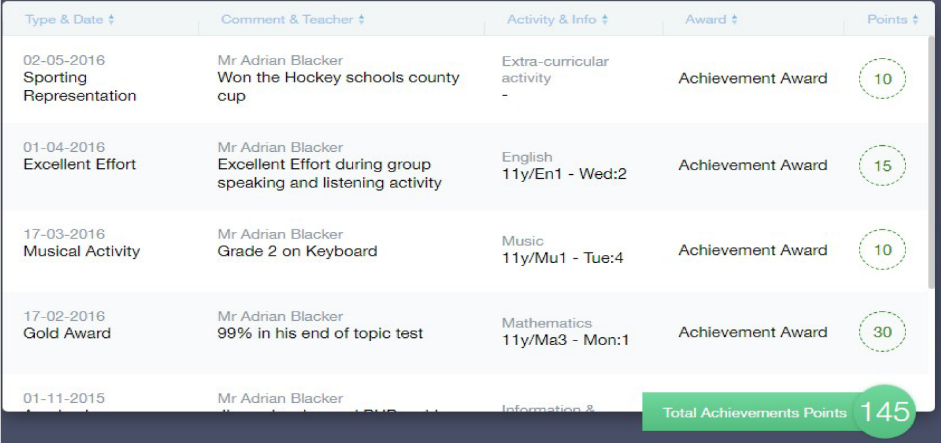 Type & Date Comment & Teacher Activity & Info Award Points
02-05-2016 Mr Adrian Blacker Extra-curricular
Sporting Won the Hockey schools county activity Achievement Award 10
Representation cup -
01-04-2016 Mr Adrian Blacker English
Excellent Effort Excellent Effort during group 11y/En1 - Wed:2 Achievement Award 15
speaking and listening activity
17-03-2016 Mr Adrian Blacker Music
Musical Activity Grade 2 on Keyboard 11y/Mu1 - Tue:4 Achievement Award 10
17-02-2016 Mr Adrian Blacker Mathematics
Gold Award 99% in his end of topic test 11y/Ma3 - Mon:1 Achievement Award 30
01-11-2015 Mr Adrian Blacker Information &
Total Achievements Points 145